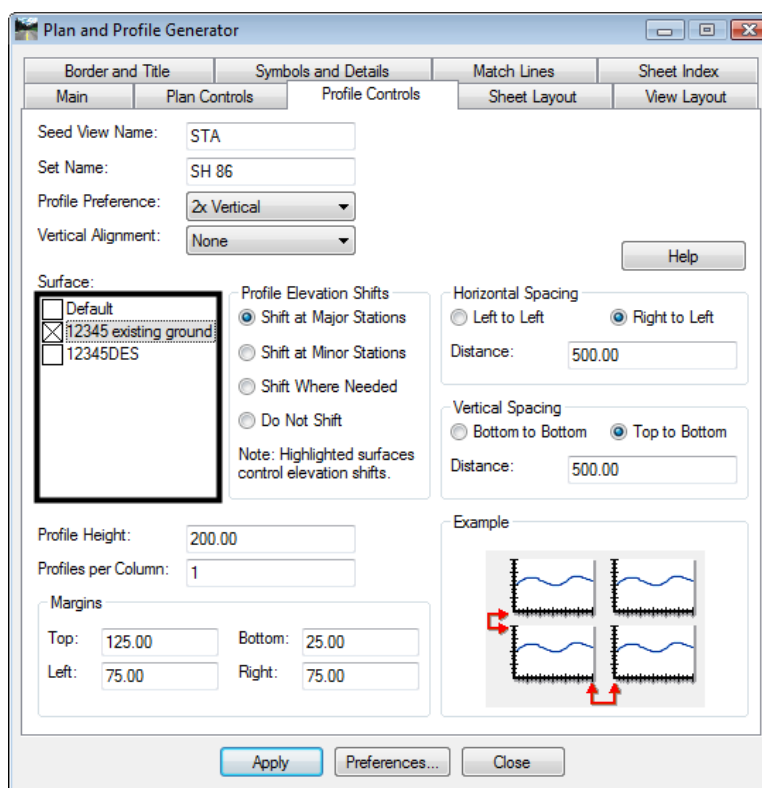 Plan and Profile Generator
Border and Title Symbols and Details Match Lines Sheet Index
Main Plan Controls Profile Controls Sheet Layout View Layout
Seed View Name: STA
Set Name: SH 86
Profile Preference: 2x Vertical
Vertical Alignment: None
Help
Surface:
Default
12345 existing ground
12345DES
Profile Elevation Shifts
Shift at Major Stations
Shift at Minor Stations
Shift Where Needed
Do Not Shift
Note: Highlighted surfaces
control elevation shifts.
Horizontal Spacing
Left to Left Right to Left
Distance: 500.00
Vertical Spacing
Bottom to Bottom Top to Bottom
Distance: 500.00
Profile Height: 200.00
Profiles per Column: 1
Margins
Top: 125.00 Bottom: 25.00
Left: 75.00 Right: 75.00
Example
Apply Preferences... Close